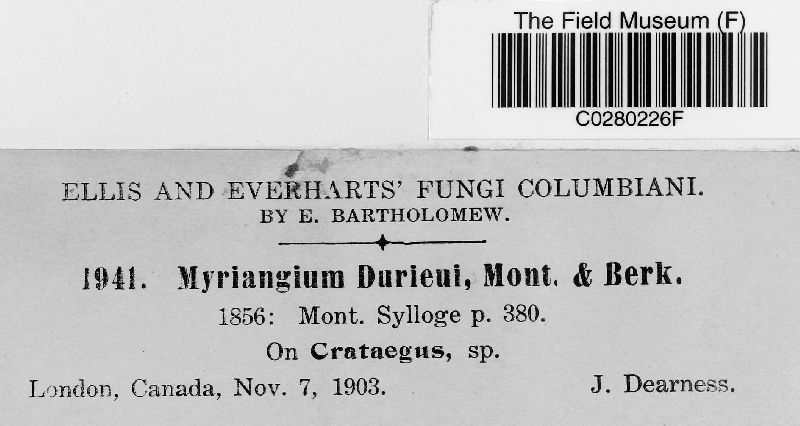 The Field Museum (F)
C0280226F
ELLIS AND EVERHARTS' FUNGI COLUMBIANI.
BY E. BARTHOLOMEW.
1941. Myriangium Durieui, Mont. & Berk.
1856: Mont. Sylloge p. 380.
On Crataegus, sp.
London, Canada, Nov. 7, 1903. J. Dearness.